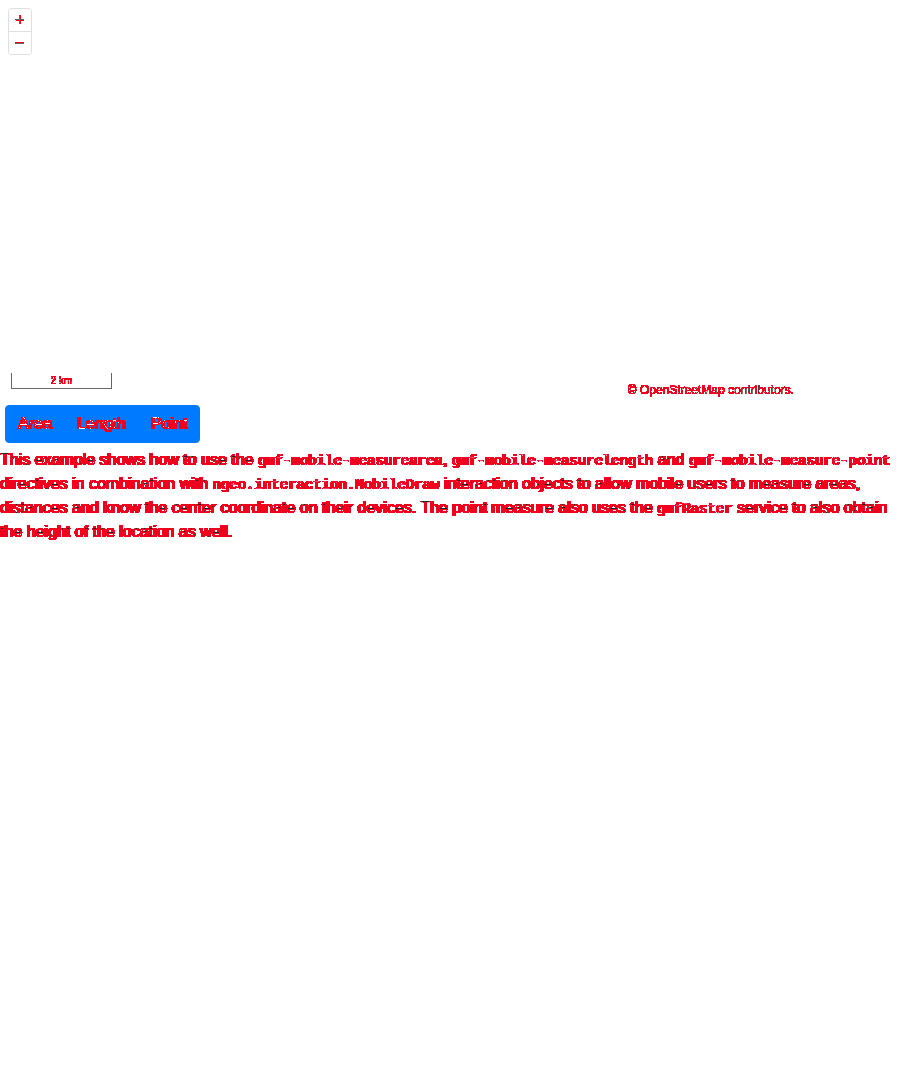 +
−
2 km
© OpenStreetMap contributors.
Area Length Point
This example shows how to use the gmf-mobile-measurearea, gmf-mobile-measurelength and gmf-mobile-measure-point
directives in combination with ngeo.interaction.MobileDraw interaction objects to allow mobile users to measure areas,
distances and know the center coordinate on their devices. The point measure also uses the gmfRaster service to also obtain
the height of the location as well.